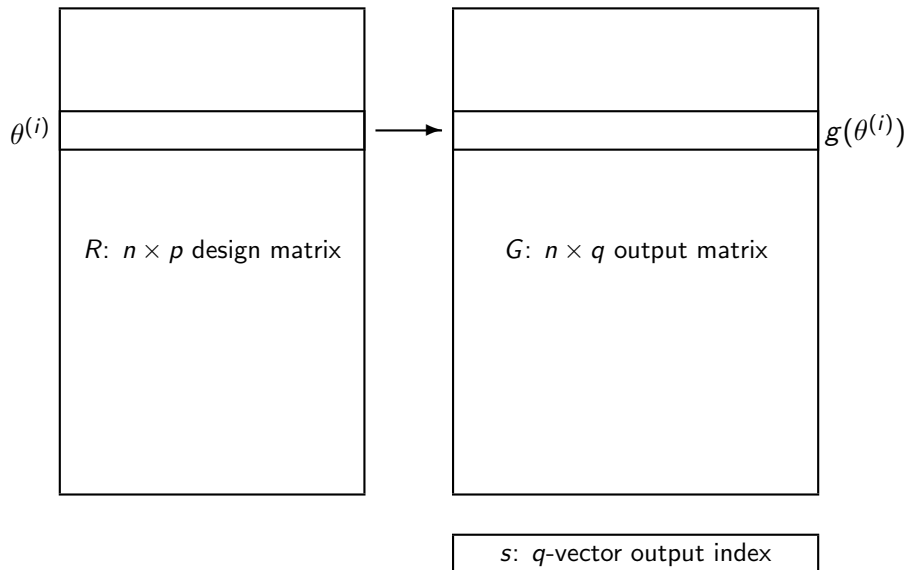 θ^(i)
g(θ^(i))
R: n × p design matrix
G: n × q output matrix
s: q-vector output index